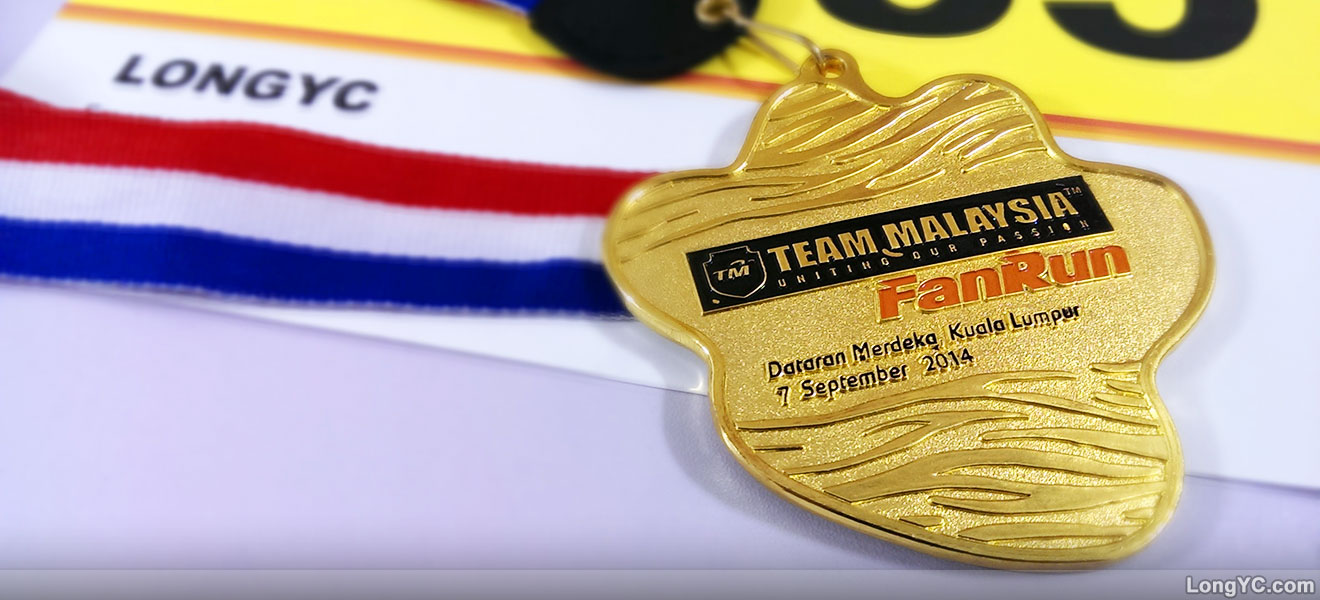 LONGYC
TM
TEAM MALAYSIA™
UNITING OUR PASSION
FanRun
Dataran Merdeka, Kuala Lumpur
7 September 2014
LongYC.com